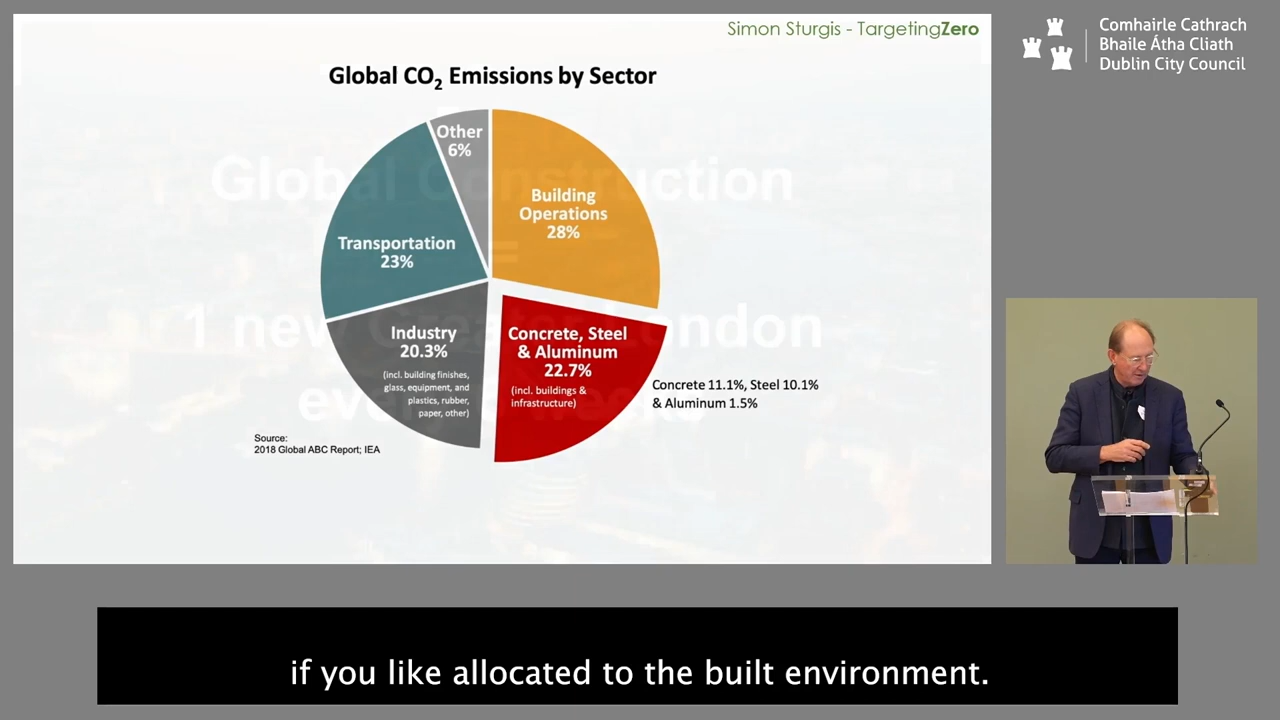 Simon Sturgis - TargetingZero
Comhairle Cathrach
Bhaile Átha Cliath
Dublin City Council
Global CO2 Emissions by Sector
Other
6%
Building
Operations
28%
Transportation
23%
Industry
20.3%
(incl. building finishes,
glass, equipment, and
plastics, rubber,
paper, other)
Concrete, Steel
& Aluminum
22.7%
(incl. buildings &
infrastructure)
Concrete 11.1%, Steel 10.1%
& Aluminum 1.5%
Source:
2018 Global ABC Report; IEA
Global Construction
=
1 new Greater London
if you like allocated to the built environment.